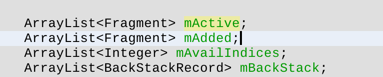 ArrayList<Fragment> mActive;
ArrayList<Fragment> mAdded;
ArrayList<Integer> mAvailIndices;
ArrayList<BackStackRecord> mBackStack;